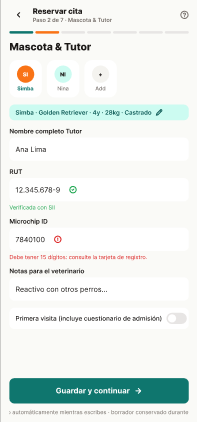 Reservar cita
Paso 2 de 7 · Mascota & Tutor
Mascota & Tutor
SI
NI
+
Simba
Nina
Add
Simba · Golden Retriever · 4y · 28kg · Castrado
Nombre completo Tutor
Ana Lima
RUT
12.345.678-9
Verificada con SII
Microchip ID
7840100
Debe tener 15 dígitos: consulte la tarjeta de registro.
Notas para el veterinario
Reactivo con otros perros...
Primera visita (incluye cuestionario de admisión)
Guardar y continuar →
automáticamente mientras escribes · borrador conservado durante